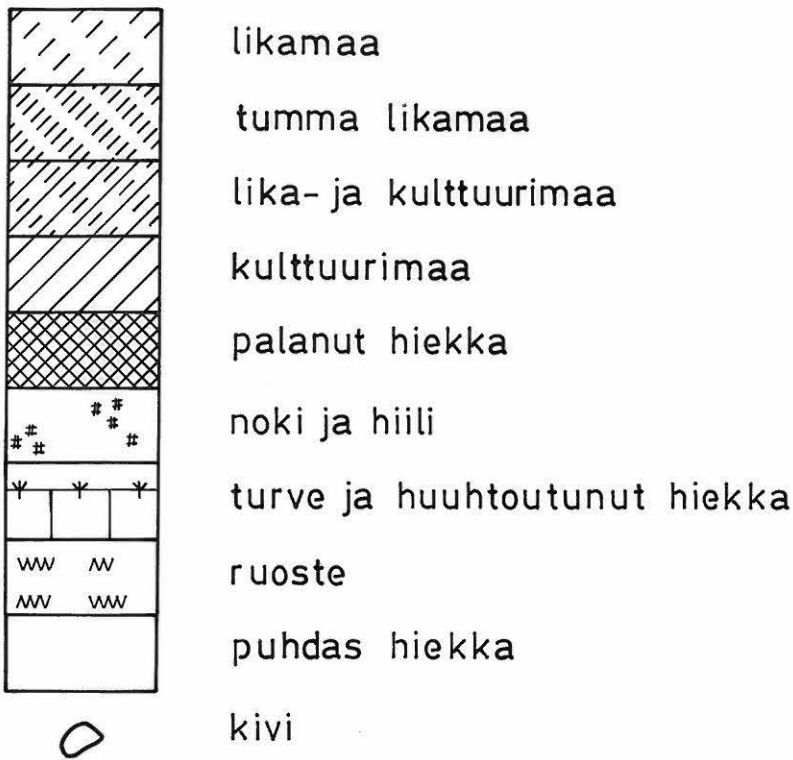 likamaa
tumma likamaa
lika- ja kulttuurimaa
kulttuurimaa
palanut hiekka
noki ja hiili
turve ja huuhtoutunut hiekka
ruoste
puhdas hiekka
kivi